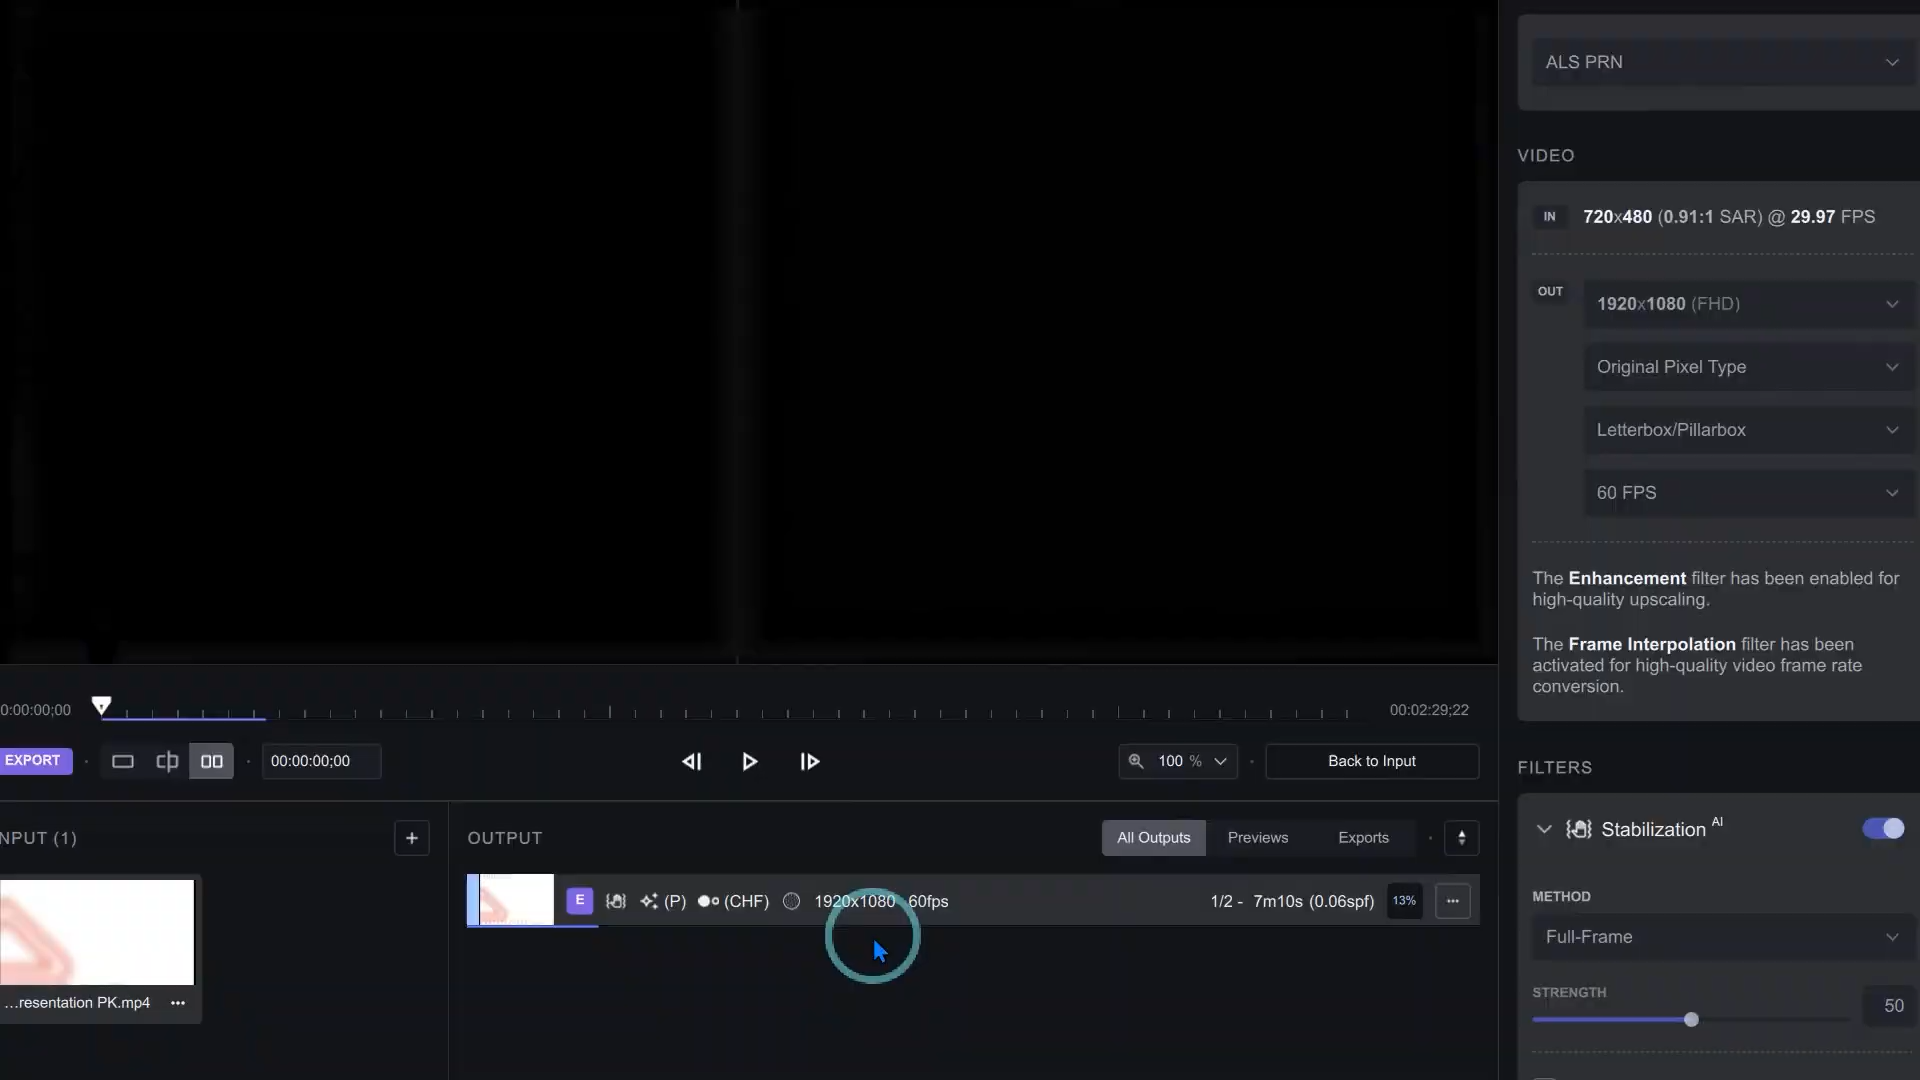 ALS PRN
VIDEO
IN 720x480 (0.91:1 SAR) @ 29.97 FPS
OUT 1920x1080 (FHD)
Original Pixel Type
Letterbox/Pillarbox
60 FPS
The Enhancement filter has been enabled for
high-quality upscaling.
The Frame Interpolation filter has been
activated for high-quality video frame rate
conversion.
0:00:00;00
00:02:29;22
EXPORT
00:00:00;00
100 %
Back to Input
FILTERS
Stabilization AI
METHOD
Full-Frame
STRENGTH
50
NPUT (1)
+
...resentation PK.mp4
OUTPUT
All Outputs Previews Exports
E (P) (CHF) 1920x1080 60fps 1/2 - 7m10s (0.06spf) 13%